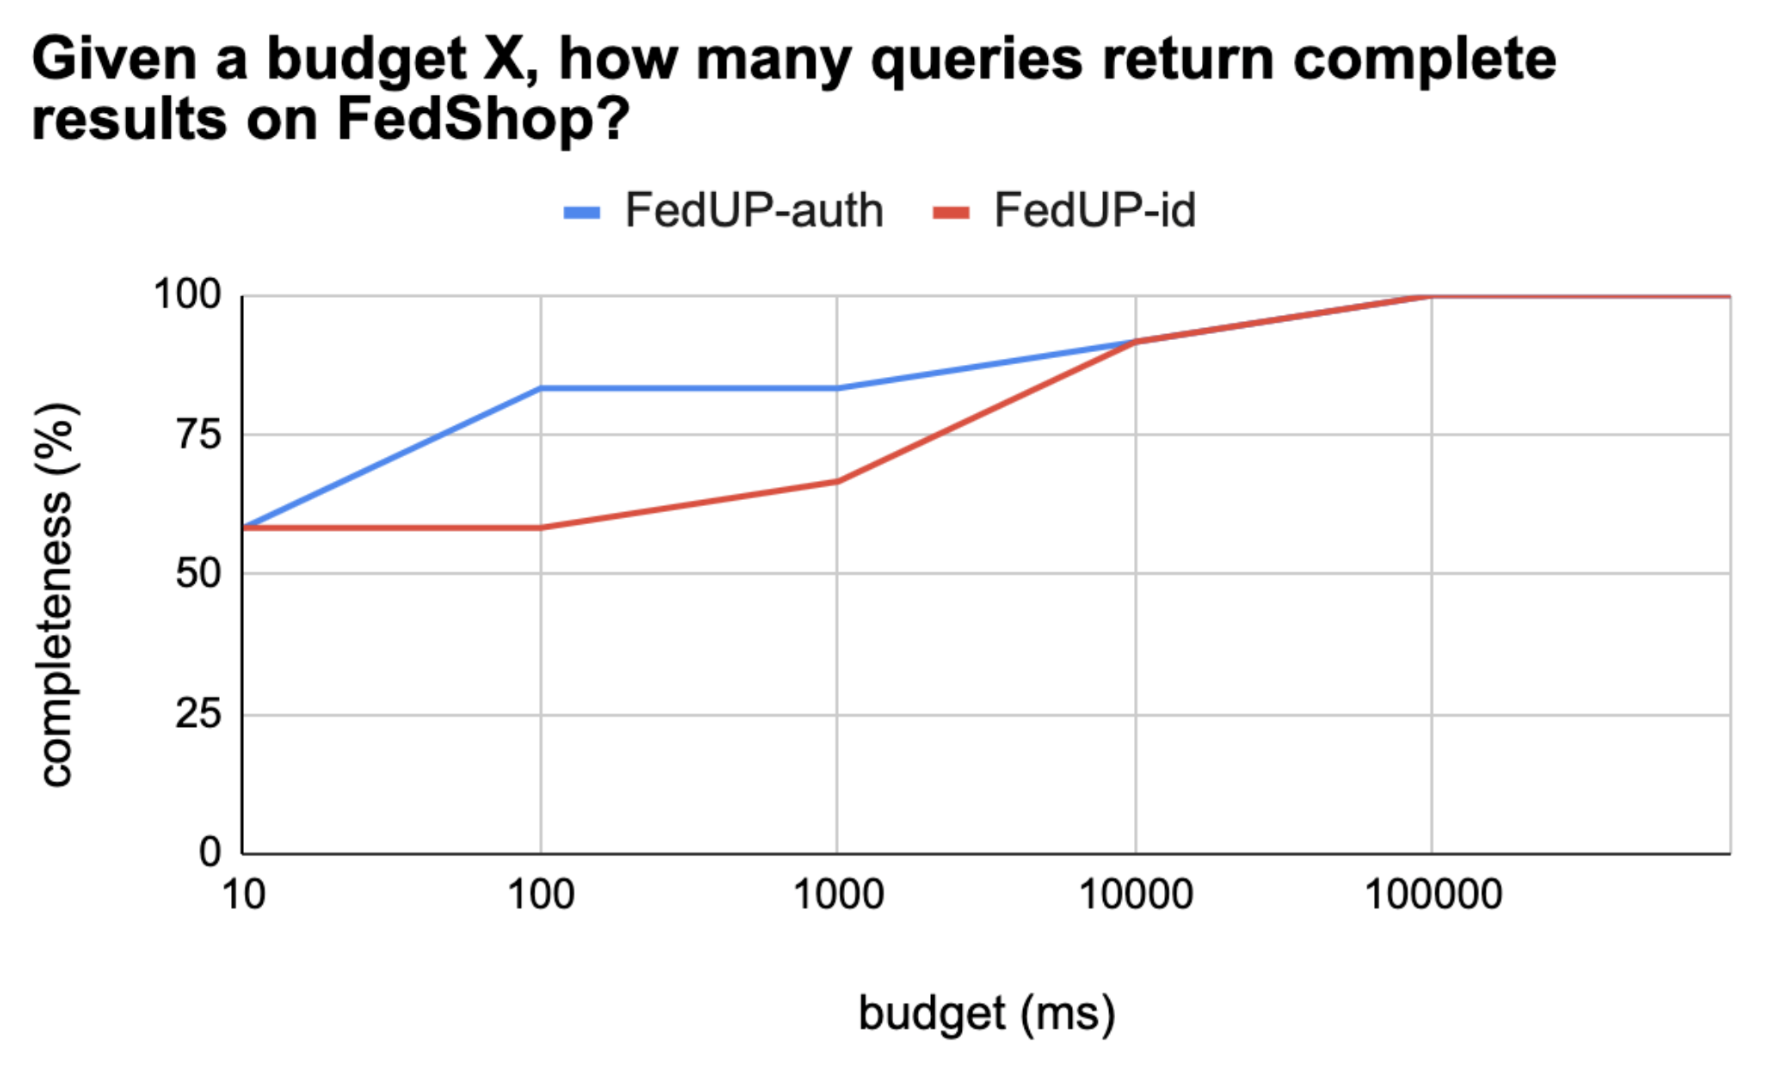 Given a budget X, how many queries return complete
results on FedShop?
FedUP-auth FedUP-id
100
75
50
25
0
completeness (%)
10 100 1000 10000 100000
budget (ms)